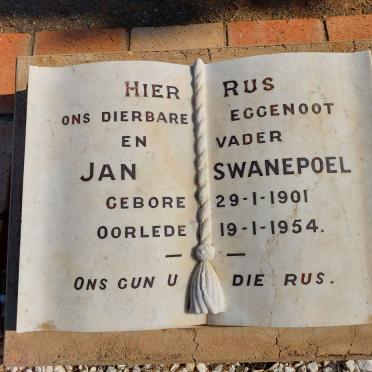 HIER RUS
ONS DIERBARE EGGENOOT
EN VADER
JAN SWANEPOEL
GEBORE 29-1-1901
OORLEDE 19-1-1954.
— —
ONS GUN U DIE RUS.